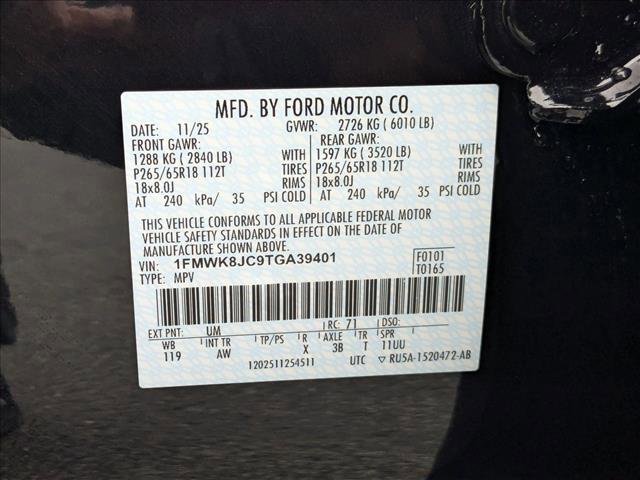 MFD. BY FORD MOTOR CO.
DATE: 11/25 GVWR: 2726 KG ( 6010 LB)
FRONT GAWR: REAR GAWR:
1288 KG ( 2840 LB) WITH 1597 KG ( 3520 LB) WITH
P265/65R18 112T TIRES P265/65R18 112T TIRES
18x8.0J RIMS 18x8.0J RIMS
AT 240 kPa/ 35 PSI COLD AT 240 kPa/ 35 PSI COLD
THIS VEHICLE CONFORMS TO ALL APPLICABLE FEDERAL MOTOR
VEHICLE SAFETY STANDARDS IN EFFECT ON THE DATE OF
MANUFACTURE SHOWN ABOVE.
VIN: 1FMWK8JC9TGA39401 F0101
TYPE: MPV T0165
EXT PNT: UM RC: 71 DSO:
WB INT TR TP/PS R AXLE TR SPR
119 AW X 3B T 11UU
1202511254511 UTC ▽ RU5A-1520472-AB